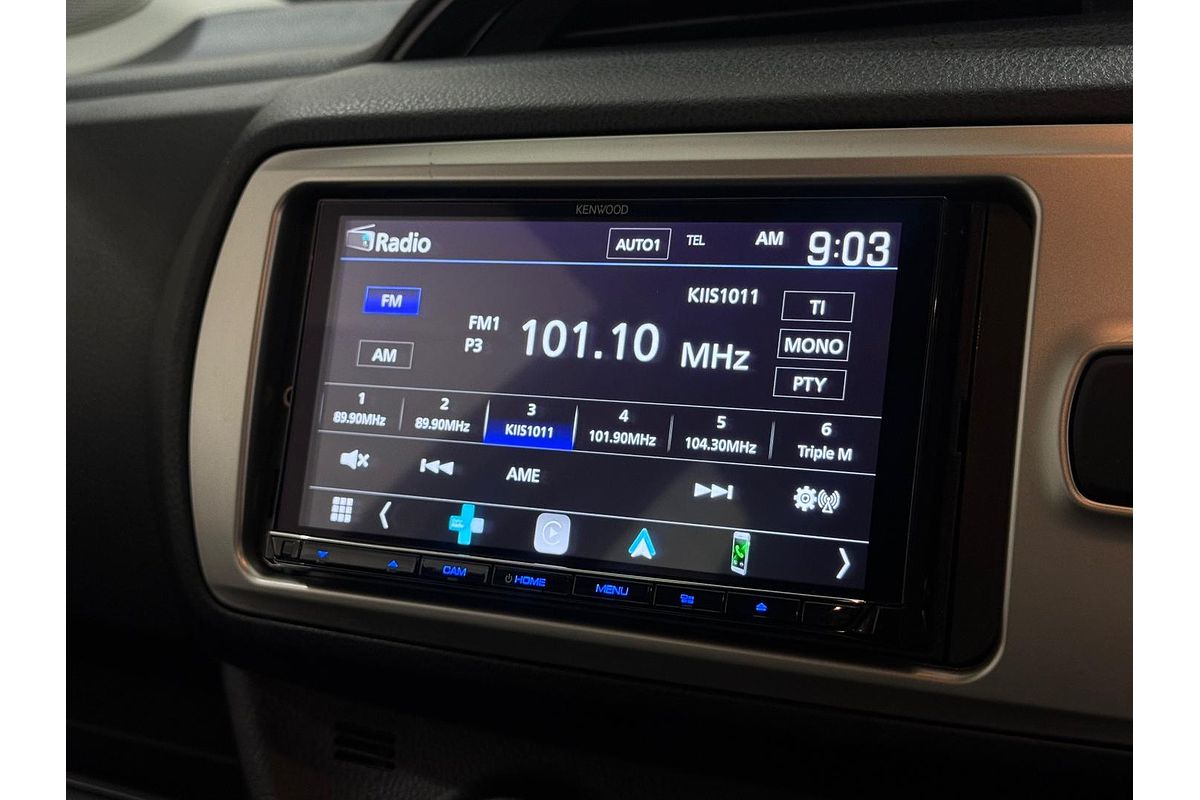 KENWOOD
Radio
AUTO1
TEL
AM 9:03
KIIS1011
FM
FM1
P3
101.10 MHz
TI
AM
MONO
PTY
1 2 3 4 5 6
89.90MHz 89.90MHz KIIS1011 101.90MHz 104.30MHz Triple M
AME
CAM
HOME
MENU